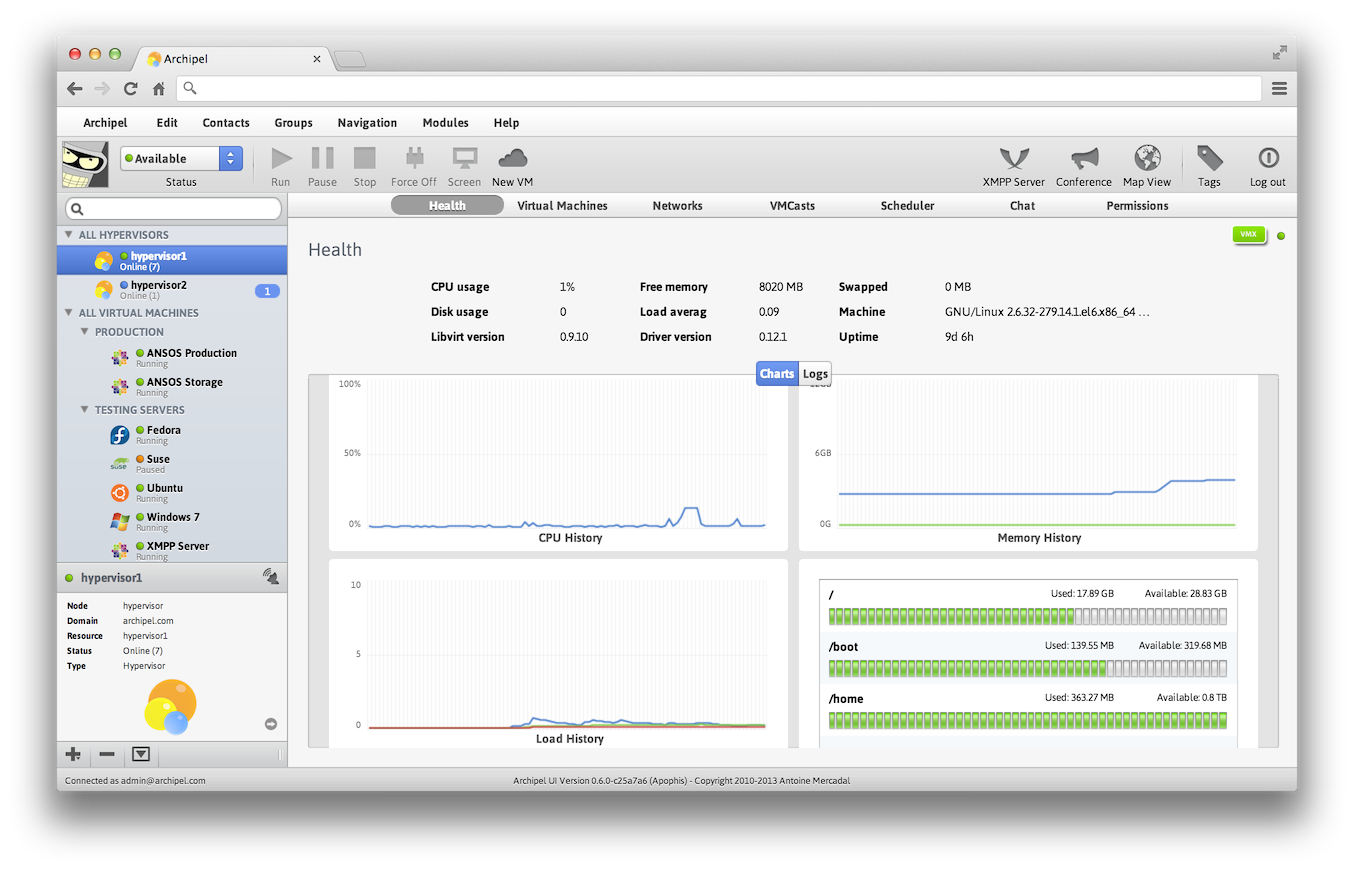 Archipel
Archipel Edit Contacts Groups Navigation Modules Help
Available
Status Run Pause Stop Force Off Screen New VM XMPP Server Conference Map View Tags Log out
Health Virtual Machines Networks VMCasts Scheduler Chat Permissions
ALL HYPERVISORS
hypervisor1
Online (7)
hypervisor2
Online (1)
1
ALL VIRTUAL MACHINES
PRODUCTION
ANSOS Production
Running
ANSOS Storage
Running
TESTING SERVERS
Fedora
Running
suse
Suse
Paused
Ubuntu
Running
Windows 7
Running
XMPP Server
Running
hypervisor1
Node hypervisor
Domain archipel.com
Resource hypervisor1
Status Online (7)
Type Hypervisor
Health
VMX
CPU usage 1% Free memory 8020 MB Swapped 0 MB
Disk usage 0 Load averag 0.09 Machine GNU/Linux 2.6.32-279.14.1.el6.x86_64 ...
Libvirt version 0.9.10 Driver version 0.12.1 Uptime 9d 6h
Charts Logs
100%
50%
0%
CPU History
6GB
0G
Memory History
10
5
0
Load History
/ Used: 17.89 GB Available: 28.83 GB
/boot Used: 139.55 MB Available: 319.68 MB
/home Used: 363.27 MB Available: 0.8 TB
Connected as admin@archipel.com Archipel UI Version 0.6.0-c25a7a6 (Apophis) - Copyright 2010-2013 Antoine Mercadal